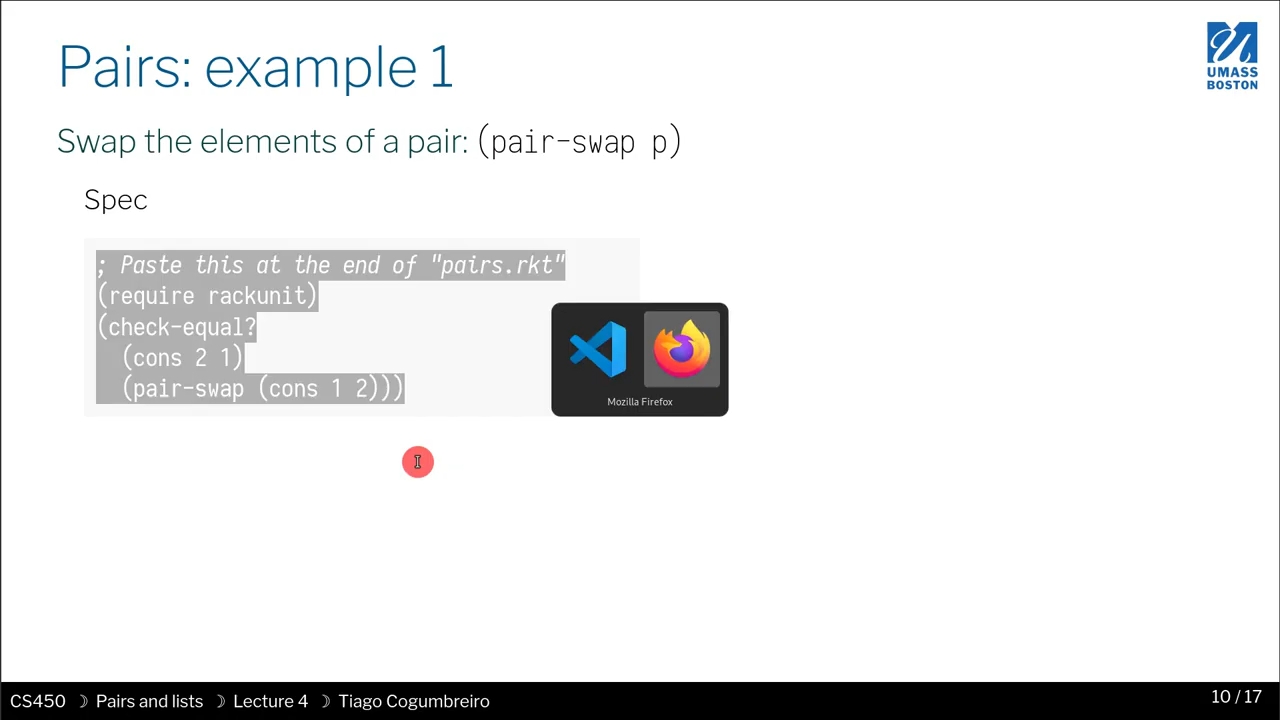 Pairs: example 1
UMASS
BOSTON
Swap the elements of a pair: (pair-swap p)
Spec
; Paste this at the end of "pairs.rkt"
(require rackunit)
(check-equal?
  (cons 2 1)
  (pair-swap (cons 1 2)))
Mozilla Firefox
CS450 ☽ Pairs and lists ☽ Lecture 4 ☽ Tiago Cogumbreiro
10 / 17